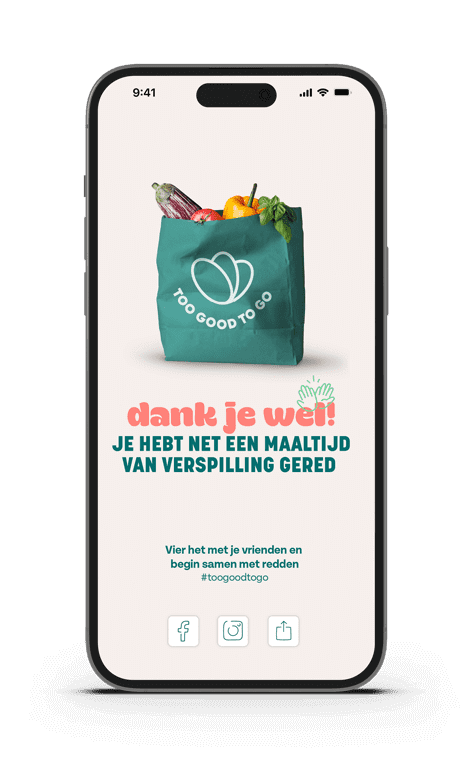 9:41
TOO GOOD TO GO
dank je wel!
JE HEBT NET EEN MAALTIJD
VAN VERSPILLING GERED
Vier het met je vrienden en
begin samen met redden
#toogoodtogo